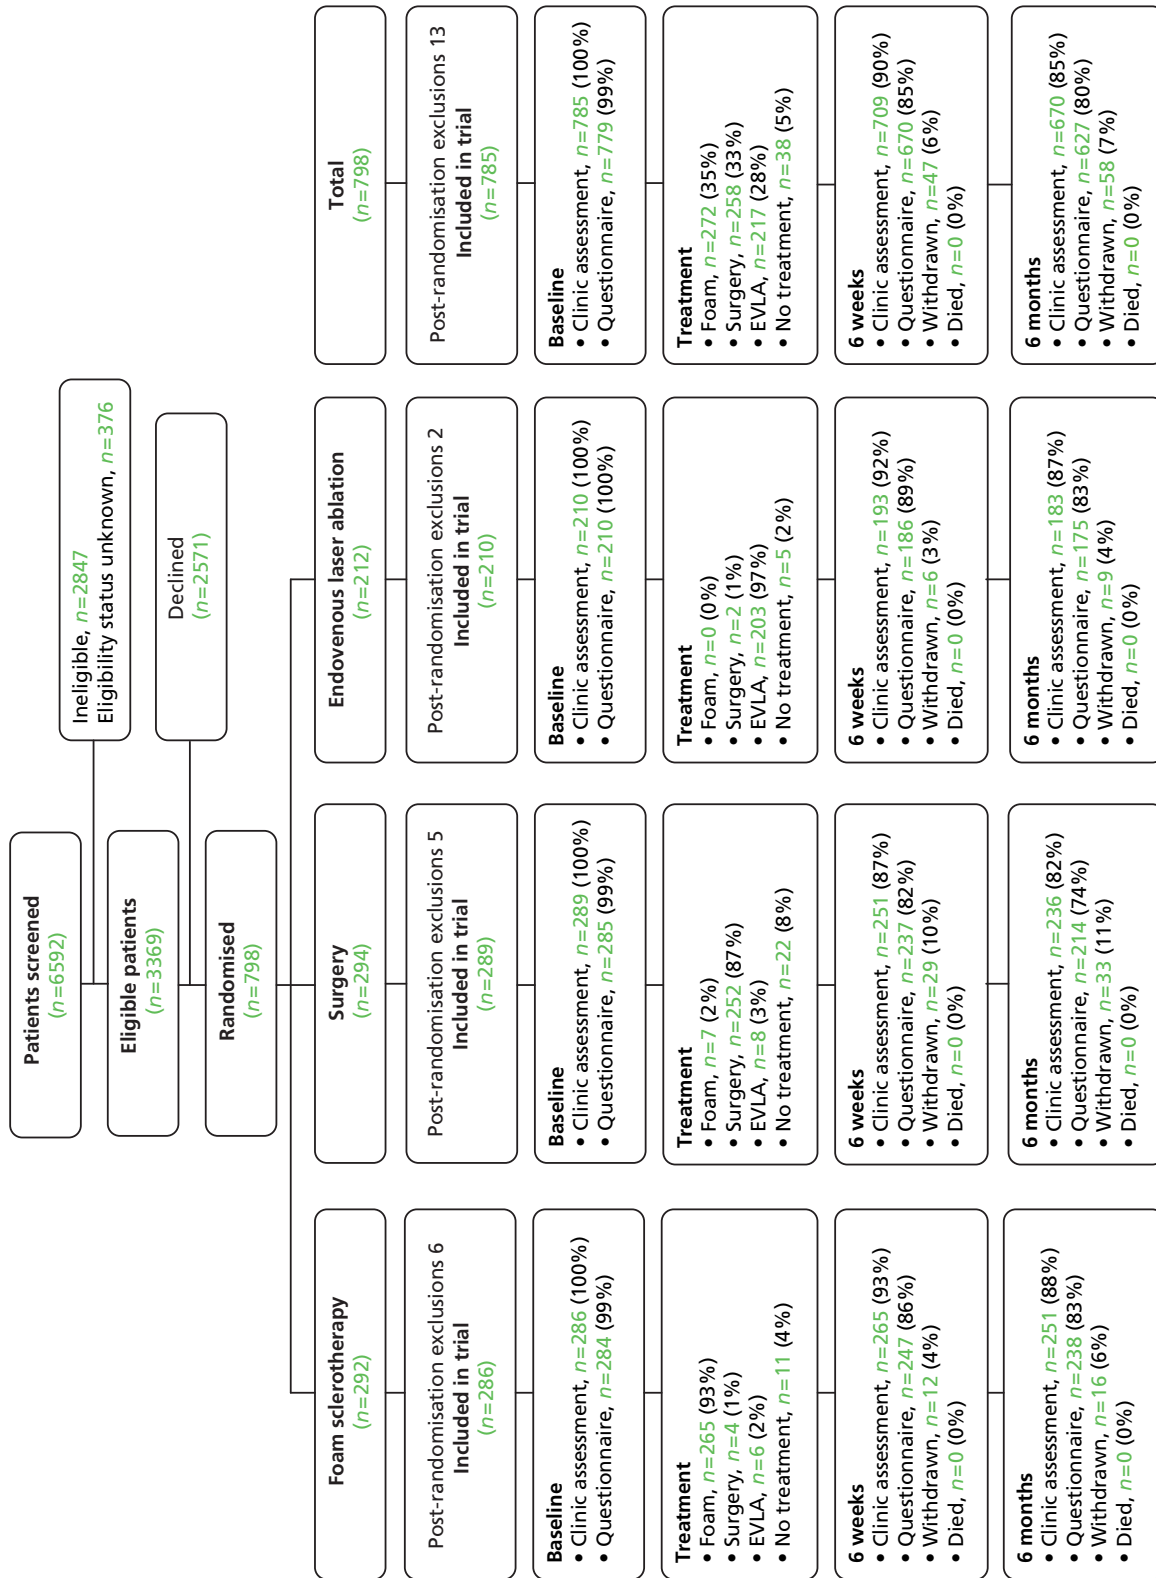 Patients screened
(n=6592)
Ineligible, n=2847
Eligibility status unknown, n=376
Eligible patients
(n=3369)
Declined
(n=2571)
Randomised
(n=798)
Foam sclerotherapy
(n=292)
Post-randomisation exclusions 6
Included in trial
(n=286)
Baseline
• Clinic assessment, n=286 (100%)
• Questionnaire, n=284 (99%)
Treatment
• Foam, n=265 (93%)
• Surgery, n=4 (1%)
• EVLA, n=6 (2%)
• No treatment, n=11 (4%)
6 weeks
• Clinic assessment, n=265 (93%)
• Questionnaire, n=247 (86%)
• Withdrawn, n=12 (4%)
• Died, n=0 (0%)
6 months
• Clinic assessment, n=251 (88%)
• Questionnaire, n=238 (83%)
• Withdrawn, n=16 (6%)
• Died, n=0 (0%)
Surgery
(n=294)
Post-randomisation exclusions 5
Included in trial
(n=289)
Baseline
• Clinic assessment, n=289 (100%)
• Questionnaire, n=285 (99%)
Treatment
• Foam, n=7 (2%)
• Surgery, n=252 (87%)
• EVLA, n=8 (3%)
• No treatment, n=22 (8%)
6 weeks
• Clinic assessment, n=251 (87%)
• Questionnaire, n=237 (82%)
• Withdrawn, n=29 (10%)
• Died, n=0 (0%)
6 months
• Clinic assessment, n=236 (82%)
• Questionnaire, n=214 (74%)
• Withdrawn, n=33 (11%)
• Died, n=0 (0%)
Endovenous laser ablation
(n=212)
Post-randomisation exclusions 2
Included in trial
(n=210)
Baseline
• Clinic assessment, n=210 (100%)
• Questionnaire, n=210 (100%)
Treatment
• Foam, n=0 (0%)
• Surgery, n=2 (1%)
• EVLA, n=203 (97%)
• No treatment, n=5 (2%)
6 weeks
• Clinic assessment, n=193 (92%)
• Questionnaire, n=186 (89%)
• Withdrawn, n=6 (3%)
• Died, n=0 (0%)
6 months
• Clinic assessment, n=183 (87%)
• Questionnaire, n=175 (83%)
• Withdrawn, n=9 (4%)
• Died, n=0 (0%)
Total
(n=798)
Post-randomisation exclusions 13
Included in trial
(n=785)
Baseline
• Clinic assessment, n=785 (100%)
• Questionnaire, n=779 (99%)
Treatment
• Foam, n=272 (35%)
• Surgery, n=258 (33%)
• EVLA, n=217 (28%)
• No treatment, n=38 (5%)
6 weeks
• Clinic assessment, n=709 (90%)
• Questionnaire, n=670 (85%)
• Withdrawn, n=47 (6%)
• Died, n=0 (0%)
6 months
• Clinic assessment, n=670 (85%)
• Questionnaire, n=627 (80%)
• Withdrawn, n=58 (7%)
• Died, n=0 (0%)